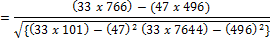 = (33 x 766) − (47 x 496)
√{(33 x 101) − (47)² (33 x 7644) − (496)²}